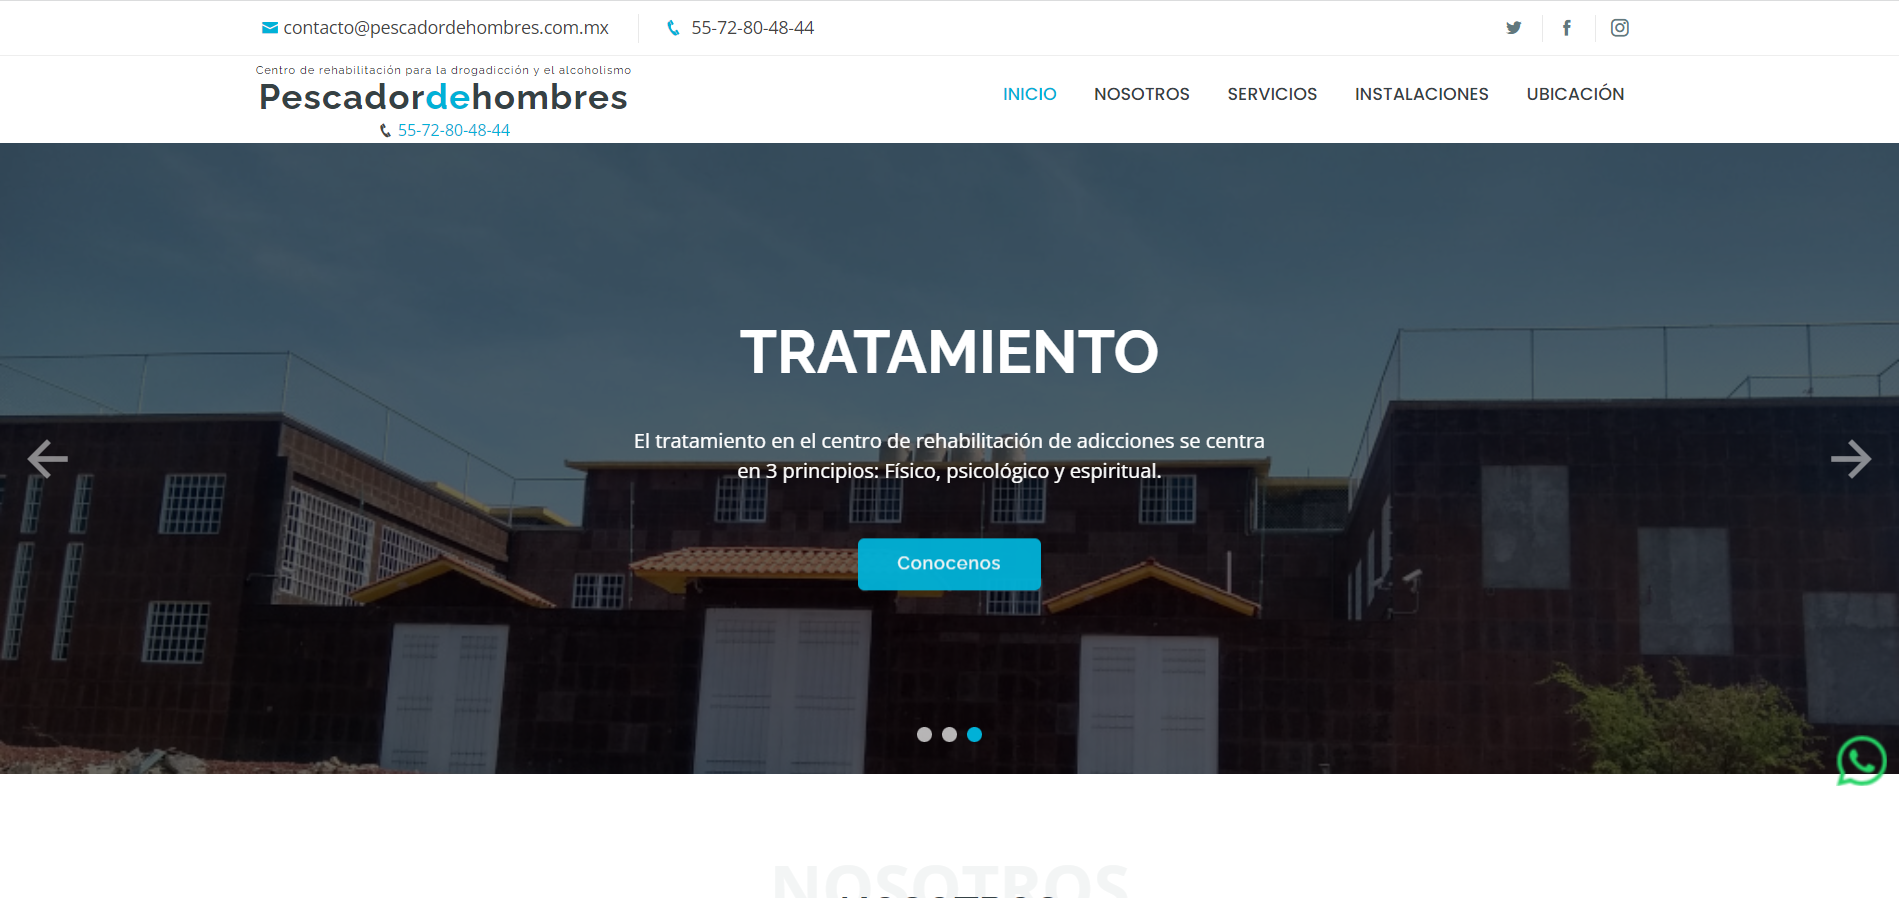 contacto@pescadordehombres.com.mx
55-72-80-48-44
Centro de rehabilitación para la drogadicción y el alcoholismo
Pescadordehombres
55-72-80-48-44
INICIO
NOSOTROS
SERVICIOS
INSTALACIONES
UBICACIÓN
TRATAMIENTO
El tratamiento en el centro de rehabilitación de adicciones se centra
en 3 principios: Físico, psicológico y espiritual.
Conocenos
NOSOTROS
NOSOTROS